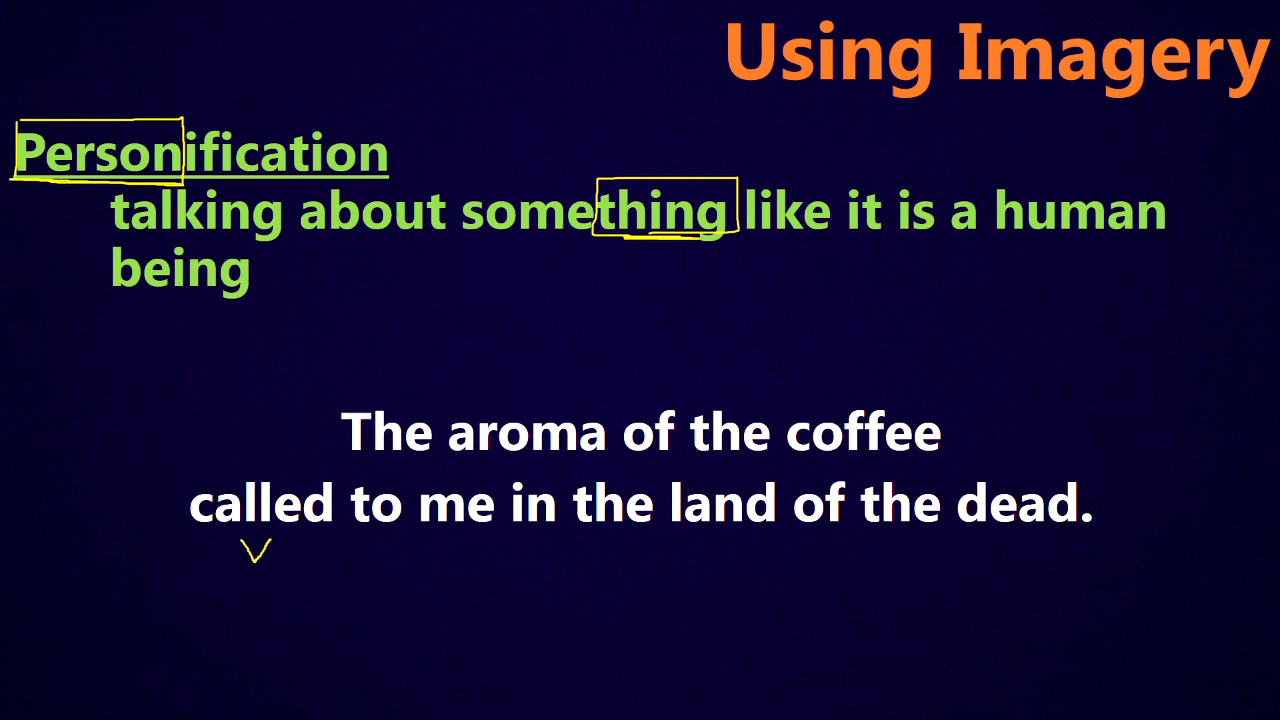 Using Imagery
Personification
talking about something like it is a human
being
The aroma of the coffee
called to me in the land of the dead.
V